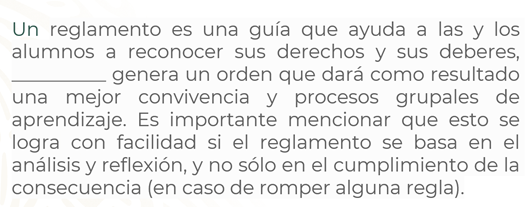 Un reglamento es una guía que ayuda a las y los
alumnos a reconocer sus derechos y sus deberes,
__________ genera un orden que dará como resultado
una mejor convivencia y procesos grupales de
aprendizaje. Es importante mencionar que esto se
logra con facilidad si el reglamento se basa en el
análisis y reflexión, y no sólo en el cumplimiento de la
consecuencia (en caso de romper alguna regla).